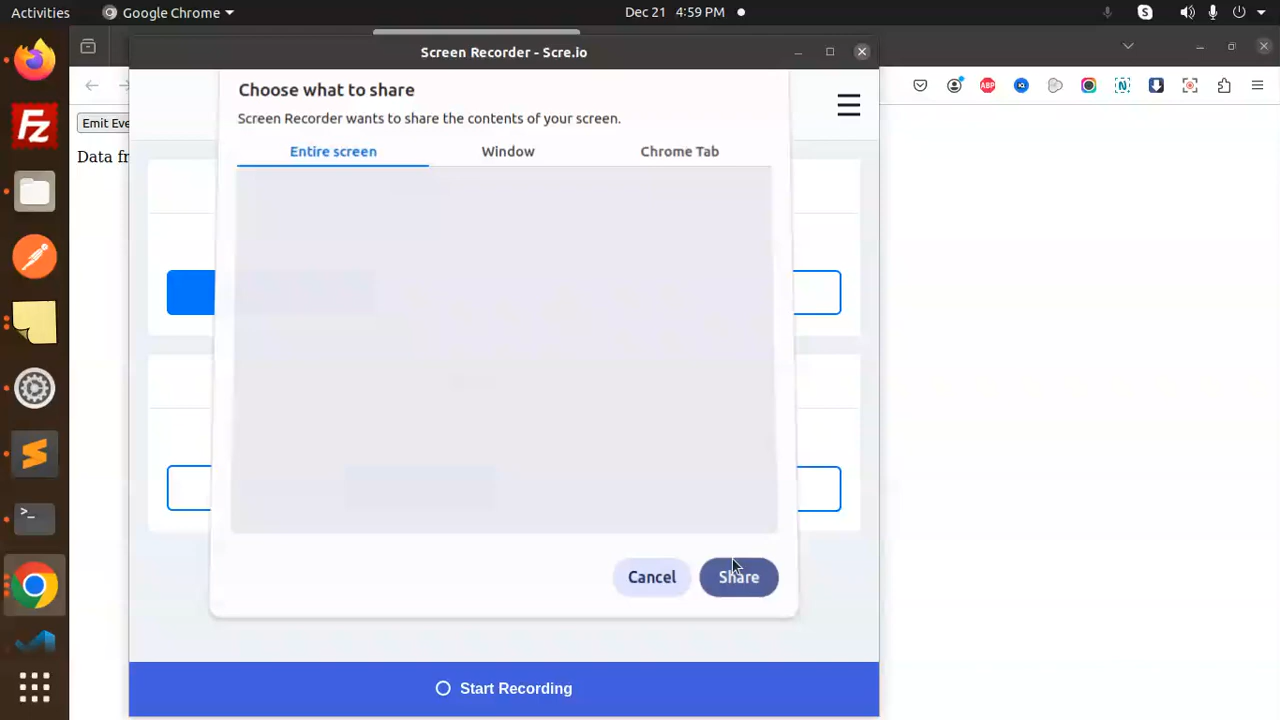 Activities
Google Chrome
Dec 21 4:59 PM
Screen Recorder - Scre.io
Choose what to share
Screen Recorder wants to share the contents of your screen.
Entire screen
Window
Chrome Tab
Emit Eve
Data fr
Cancel
Share
Start Recording
Fz
S
ABP
N
>_